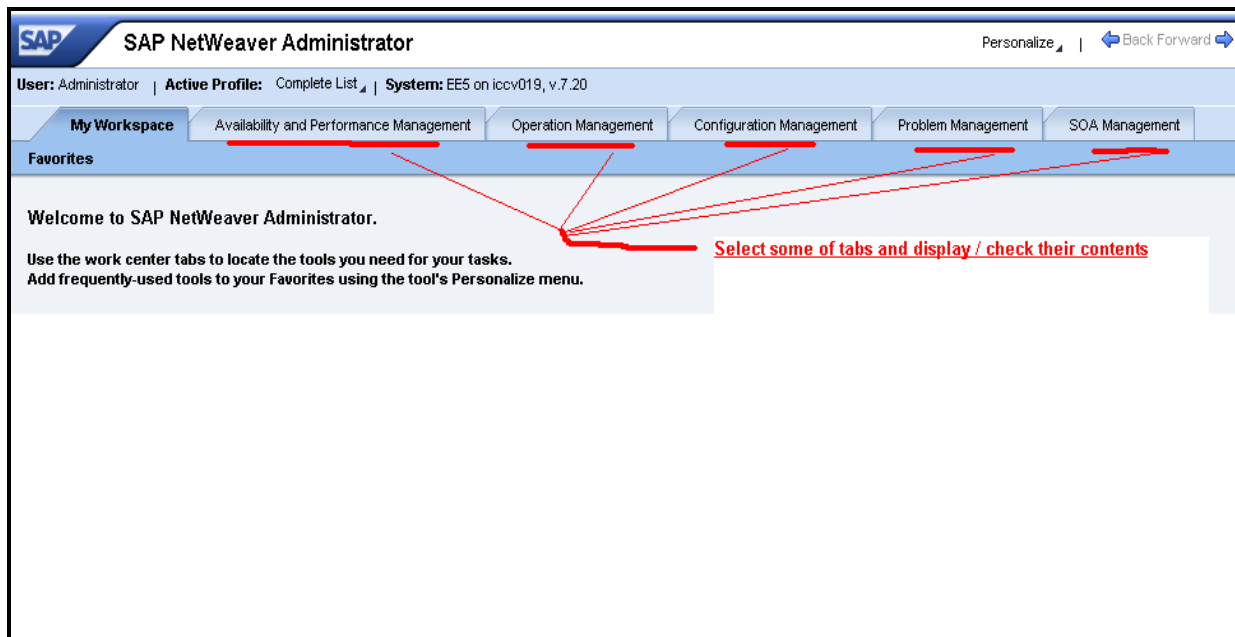 SAP SAP NetWeaver Administrator Personalize | Back Forward
User: Administrator | Active Profile: Complete List | System: EE5 on iccv019, v.7.20
My Workspace Availability and Performance Management Operation Management Configuration Management Problem Management SOA Management
Favorites
Welcome to SAP NetWeaver Administrator.
Select some of tabs and display / check their contents
Use the work center tabs to locate the tools you need for your tasks.
Add frequently-used tools to your Favorites using the tool's Personalize menu.